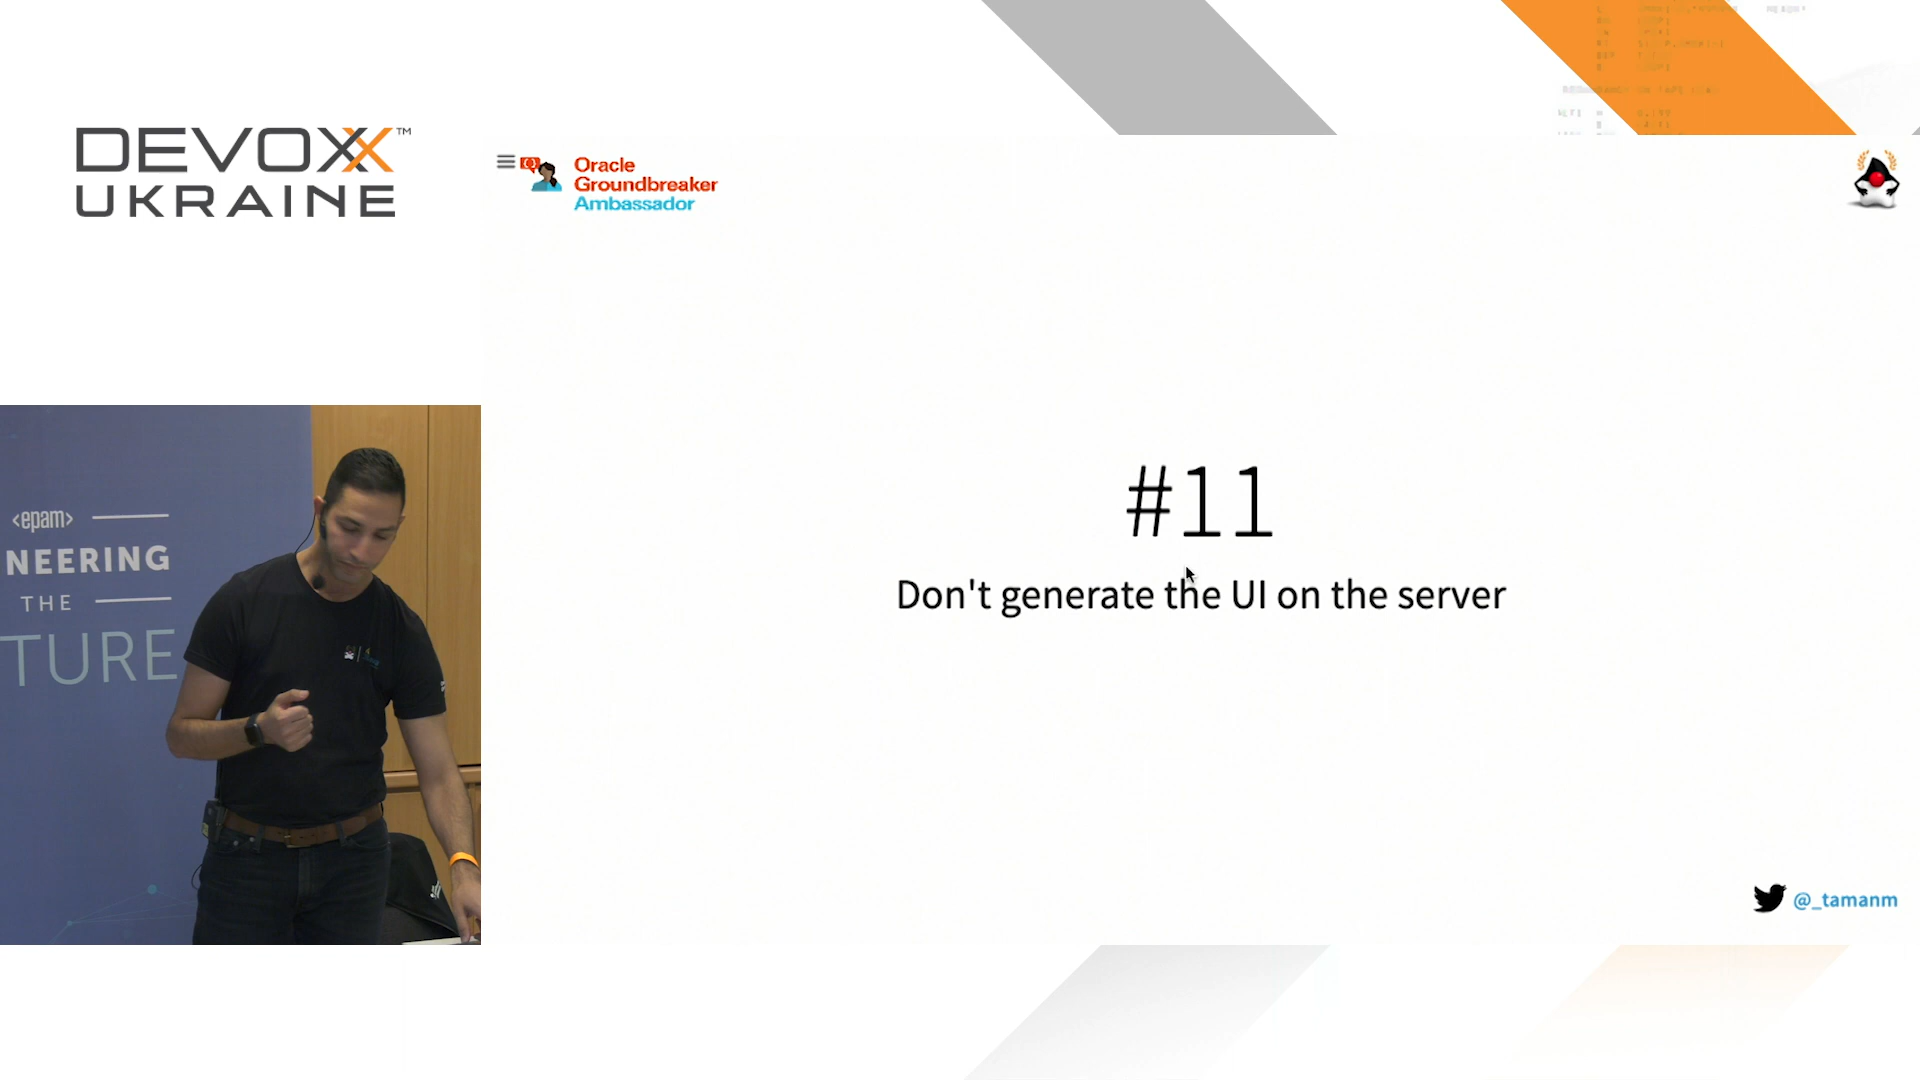 DEVOXX™
UKRAINE
Oracle
Groundbreaker
Ambassador
<epam>
NEERING
THE
TURE
#11
Don't generate the UI on the server
@_tamanm